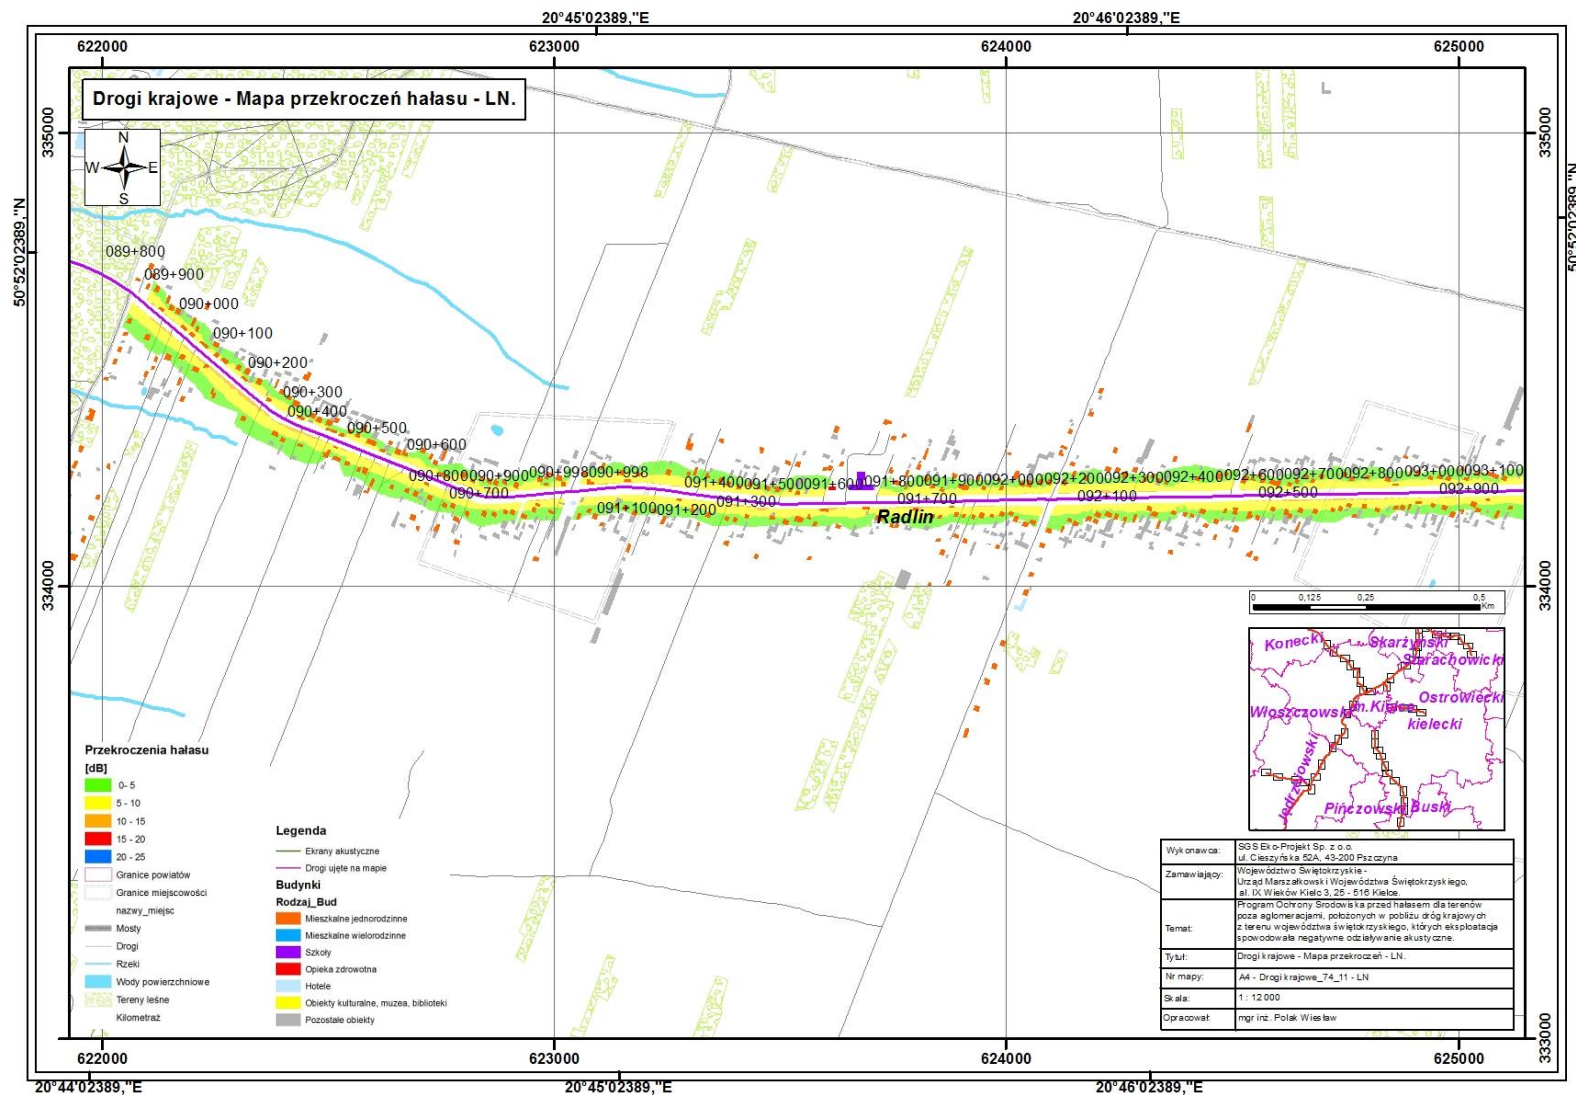 20°45'02389,"E
20°46'02389,"E
622000
623000
624000
625000
Drogi krajowe - Mapa przekroczeń hałasu - LN.
N
W
E
S
335000
335000
50°52'02389,"N
50°52'02389,"N
089+800
089+900
090+000
090+100
090+200
090+300
090+400
090+500
090+600
090+800
090+900
090+998
090+998
090+700
091+100
091+200
091+400
091+500
091+600
091+300
091+800
091+900
092+000
092+200
092+300
092+400
092+600
092+700
092+800
093+000
093+100
091+700
092+100
092+500
092+900
Radlin
334000
334000
0
0,125
0,25
0,5
Km
Konecki
Skarżyński
Starachowicki
Ostrowiecki
Włoszczowski
m.Kielce
kielecki
Jędrzejowski
Pińczowski
Buski
Przekroczenia hałasu
[dB]
0- 5
5 - 10
10 - 15
15 - 20
20 - 25
Granice powiatów
Granice miejscowości
nazwy_miejsc
Mosty
Drogi
Rzeki
Wody powierzchniowe
Tereny leśne
Kilometraż
Legenda
Ekrany akustyczne
Drogi ujęte na mapie
Budynki
Rodzaj_Bud
Mieszkalne jednorodzinne
Mieszkalne wielorodzinne
Szkoły
Opieka zdrowotna
Hotele
Obiekty kulturalne, muzea, biblioteki
Pozostałe obiekty
Wykonawca:
SGS Eko-Projekt Sp. z o.o.
ul. Cieszyńska 52A, 43-200 Pszczyna
Zamawiający:
Województwo Świętokrzyskie -
Urząd Marszałkowski Województwa Świętokrzyskiego,
al. IX Wieków Kielc 3, 25 - 516 Kielce.
Temat:
Program Ochrony Środowiska przed hałasem dla terenów
poza aglomeracjami, położonych w pobliżu dróg krajowych
z terenu województwa świętokrzyskiego, których eksploatacja
spowodowała negatywne odziaływanie akustyczne.
Tytuł:
Drogi krajowe - Mapa przekroczeń - LN.
Nr mapy:
A4 - Drogi krajowe_74_11 - LN
Skala:
1 : 12 000
Opracował:
mgr inż. Polak Wiesław
333000
333000
622000
623000
624000
625000
20°44'02389,"E
20°45'02389,"E
20°46'02389,"E